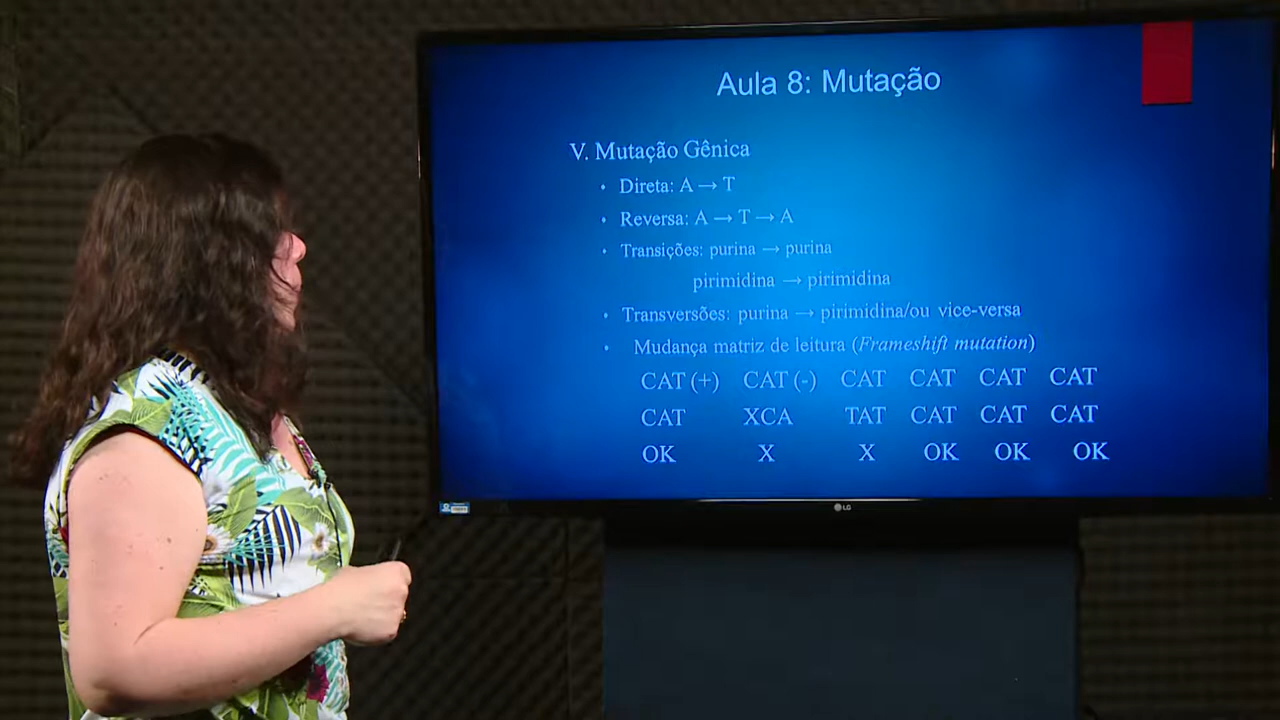 Aula 8: Mutação
V. Mutação Gênica
• Direta: A → T
• Reversa: A → T → A
• Transições: purina → purina
pirimidina → pirimidina
• Transversões: purina → pirimidina/ou vice-versa
• Mudança matriz de leitura (Frameshift mutation)
CAT (+) CAT (-) CAT CAT CAT CAT
CAT XCA TAT CAT CAT CAT
OK X X OK OK OK
LG